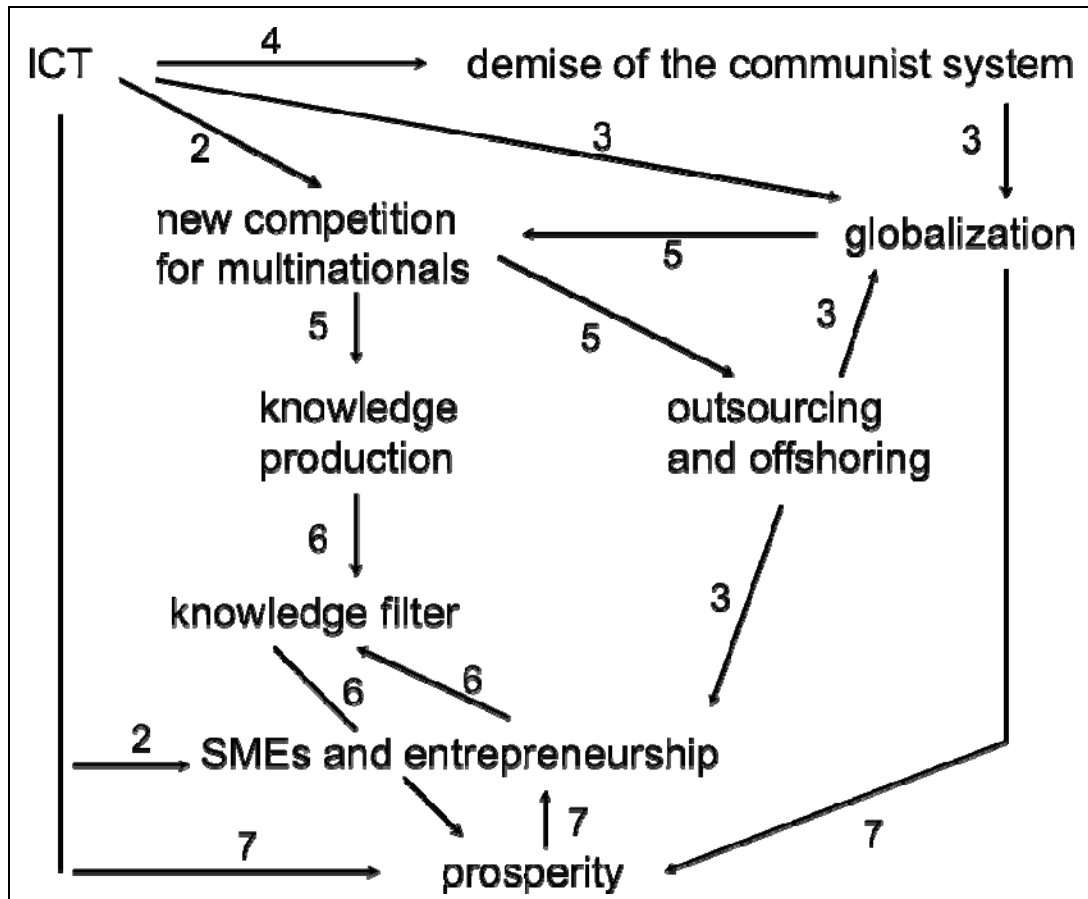 ICT
4
demise of the communist system
2
3
3
new competition
for multinationals
5
globalization
5
5
3
knowledge
production
outsourcing
and offshoring
6
3
knowledge filter
6
6
2
SMEs and entrepreneurship
7
7
7
prosperity